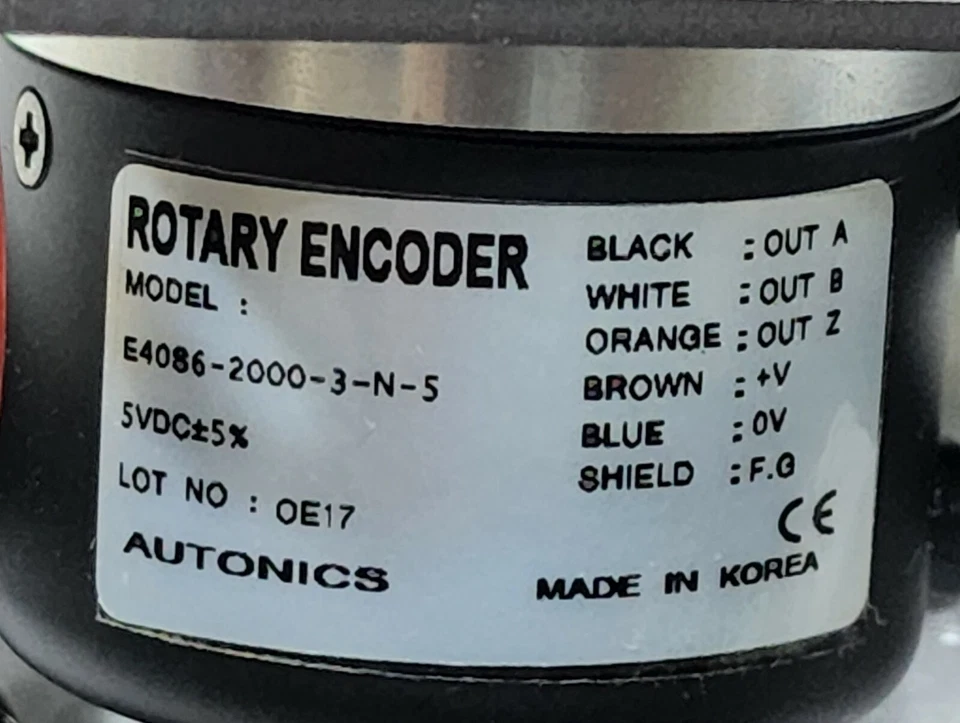 ROTARY ENCODER
MODEL :
E4086-2000-3-N-5
5VDC±5%
LOT NO : OE17
AUTONICS
BLACK : OUT A
WHITE : OUT B
ORANGE : OUT Z
BROWN : +V
BLUE : 0V
SHIELD : F.G
CE
MADE IN KOREA